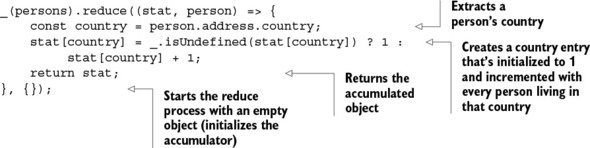 _(persons).reduce((stat, person) => {
const country = person.address.country;
stat[country] = _.isUndefined(stat[country]) ? 1 :
stat[country] + 1;
return stat;
}, {});
Extracts a
person's country
Creates a country entry
that's initialized to 1
and incremented with
every person living in
that country
Returns the
accumulated
object
Starts the reduce
process with an empty
object (initializes the
accumulator)